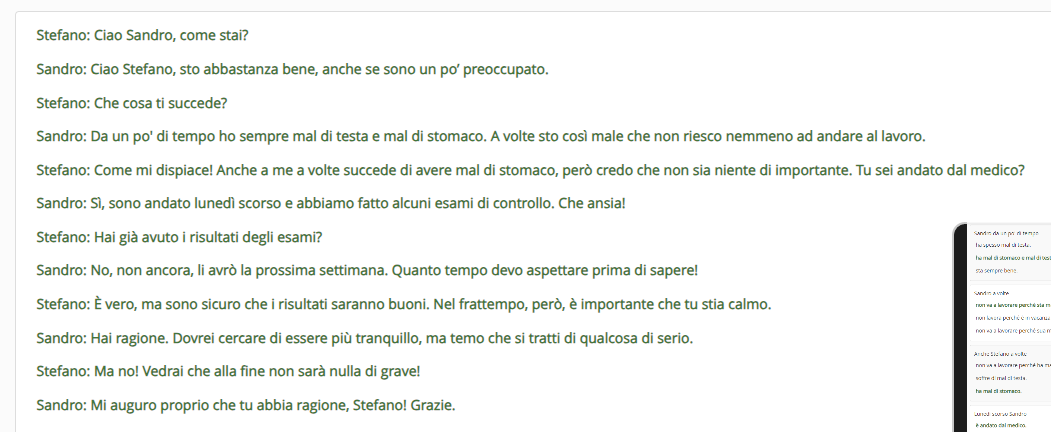 Stefano: Ciao Sandro, come stai?
Sandro: Ciao Stefano, sto abbastanza bene, anche se sono un po’ preoccupato.
Stefano: Che cosa ti succede?
Sandro: Da un po' di tempo ho sempre mal di testa e mal di stomaco. A volte sto così male che non riesco nemmeno ad andare al lavoro.
Stefano: Come mi dispiace! Anche a me a volte succede di avere mal di stomaco, però credo che non sia niente di importante. Tu sei andato dal medico?
Sandro: Sì, sono andato lunedì scorso e abbiamo fatto alcuni esami di controllo. Che ansia!
Stefano: Hai già avuto i risultati degli esami?
Sandro: No, non ancora, li avrò la prossima settimana. Quanto tempo devo aspettare prima di sapere!
Stefano: È vero, ma sono sicuro che i risultati saranno buoni. Nel frattempo, però, è importante che tu stia calmo.
Sandro: Hai ragione. Dovrei cercare di essere più tranquillo, ma temo che si tratti di qualcosa di serio.
Stefano: Ma no! Vedrai che alla fine non sarà nulla di grave!
Sandro: Mi auguro proprio che tu abbia ragione, Stefano! Grazie.
Sandro da un po' di tempo
ha spesso mal di testa.
ha mal di stomaco e mal di
sta sempre bene.
Sandro a volte
non va a lavorare perché sta
non lavora perché è in vacanza
non va a lavorare perché sua
Anche Stefano a volte
non va a lavorare perché ha
soffre di mal di testa.
ha mal di stomaco.
Lunedì scorso Sandro
è andato dal medico.